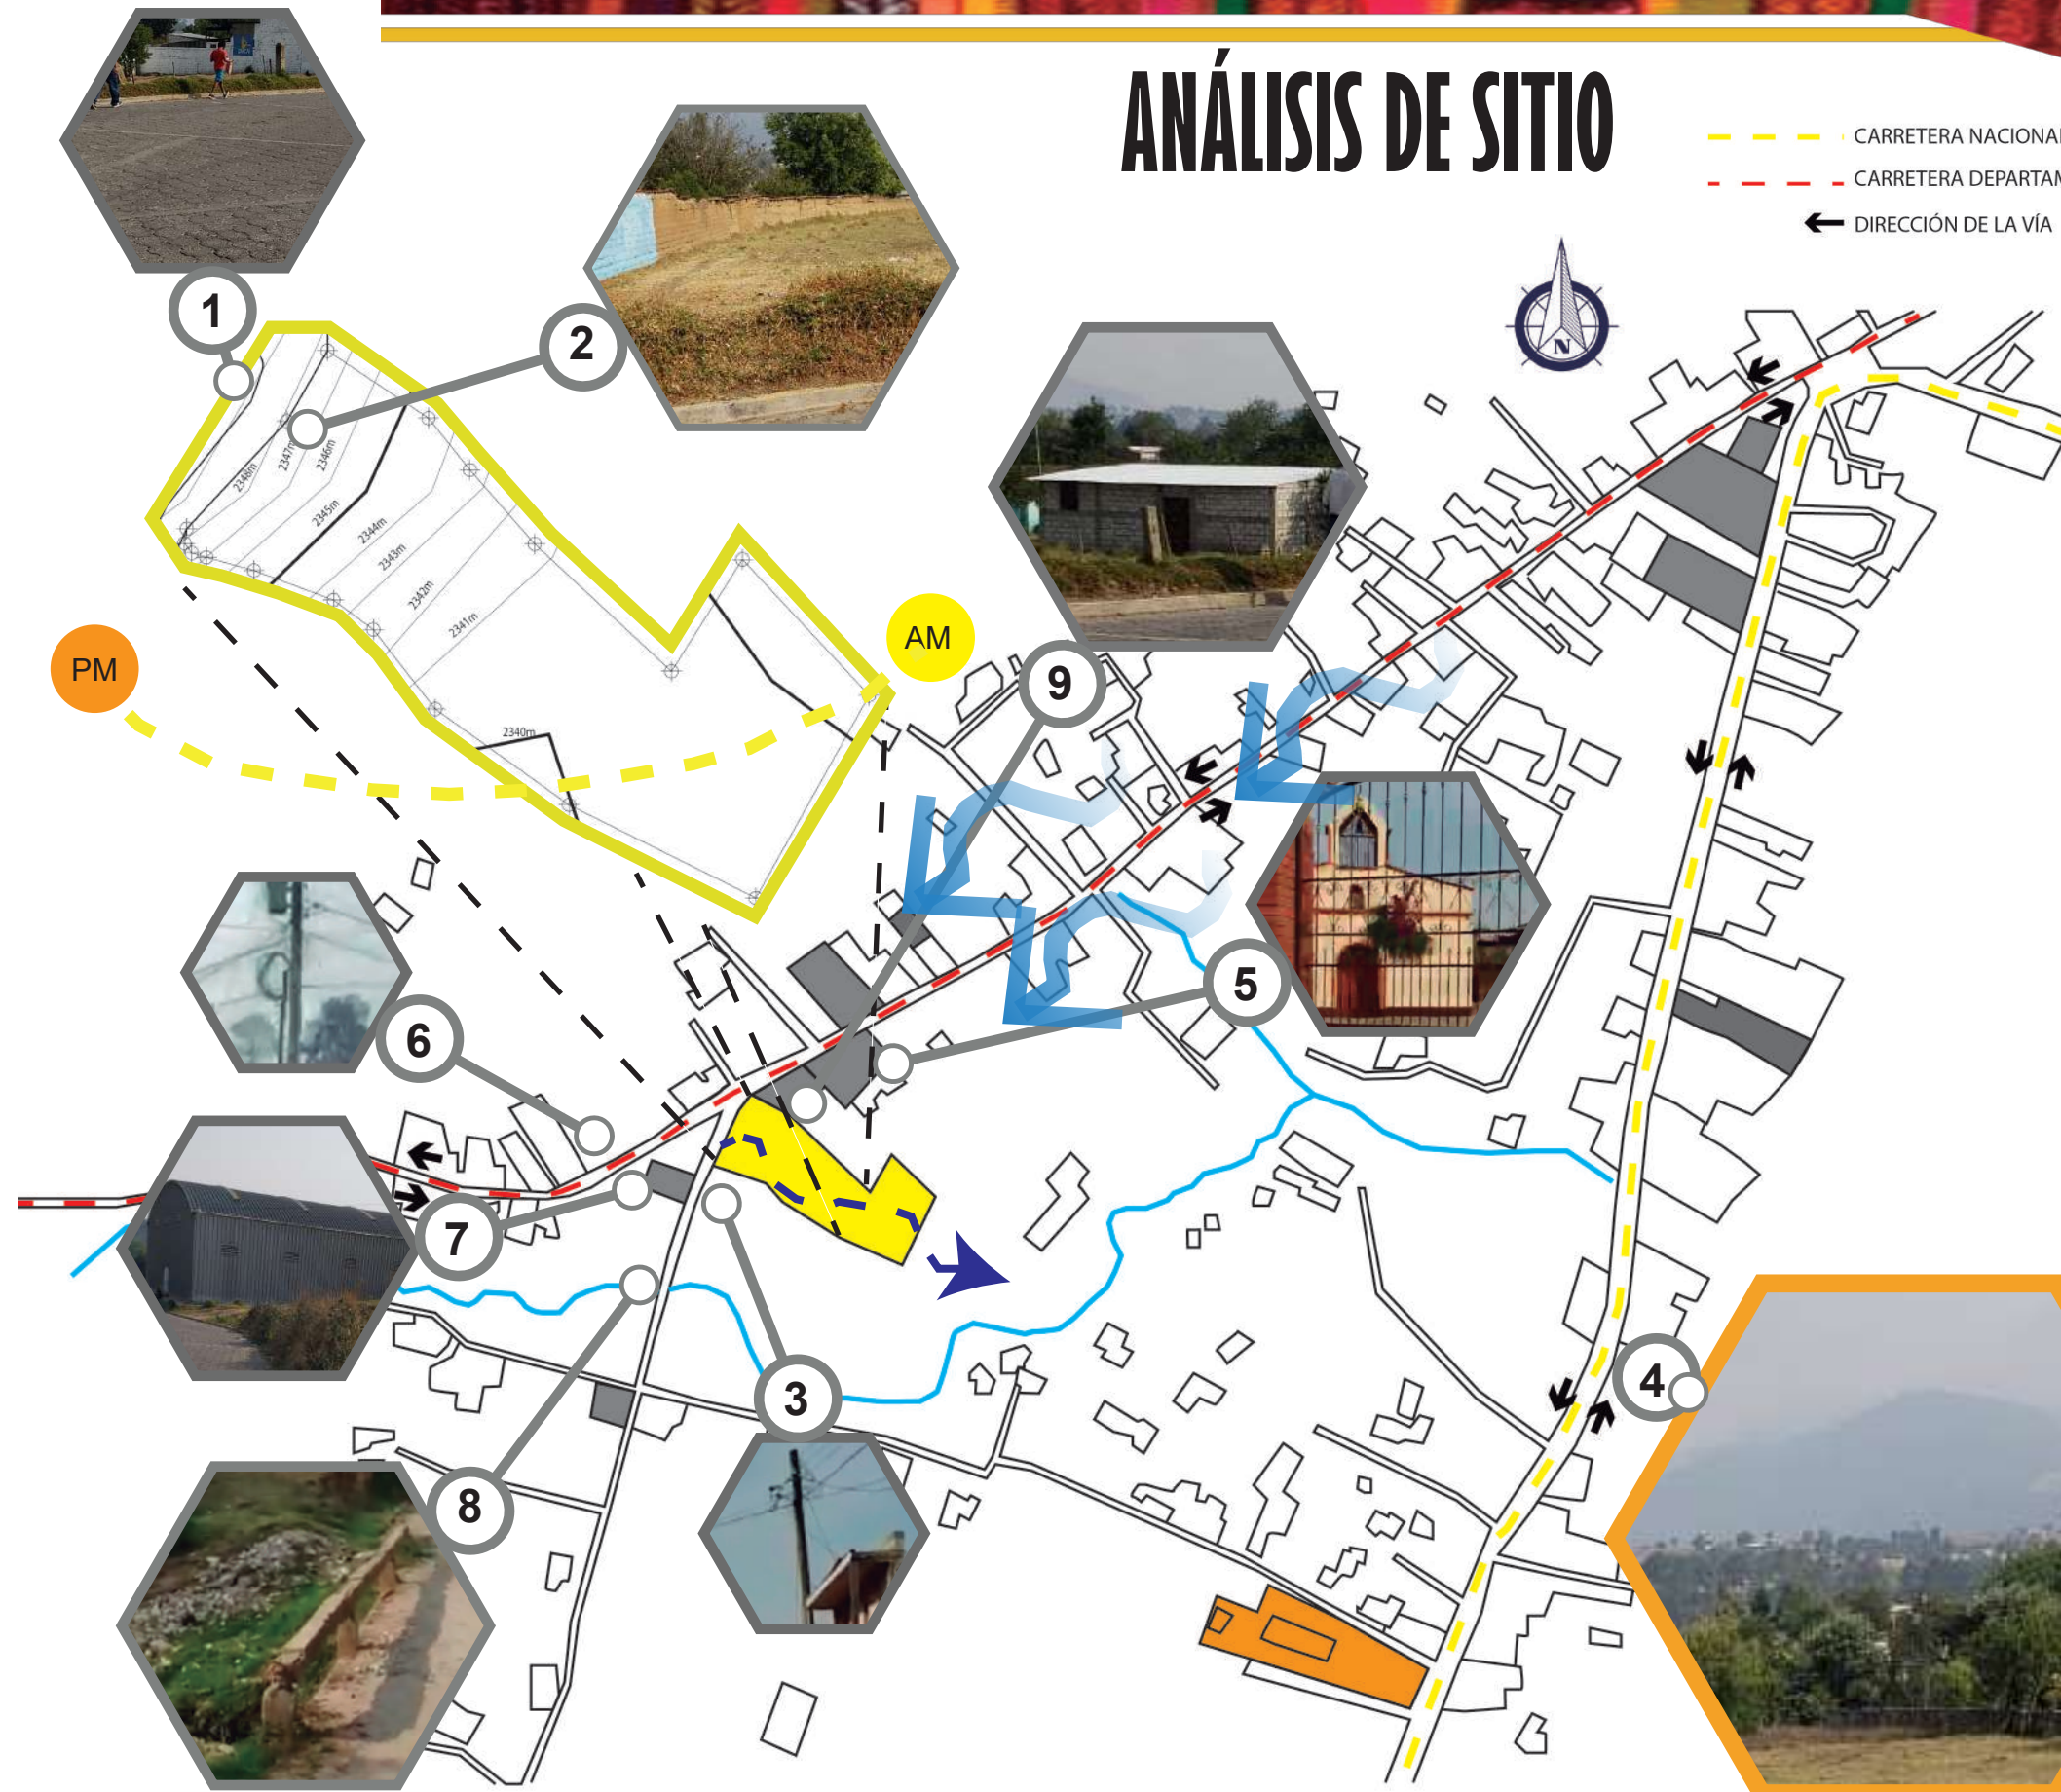 ANÁLISIS DE SITIO
CARRETERA NACIONAL
CARRETERA DEPARTAM
DIRECCIÓN DE LA VÍA
N
1
2
2348m
2347m
2346m
2345m
2344m
2343m
2342m
2341m
2340m
PM
AM
9
5
6
7
3
4
8